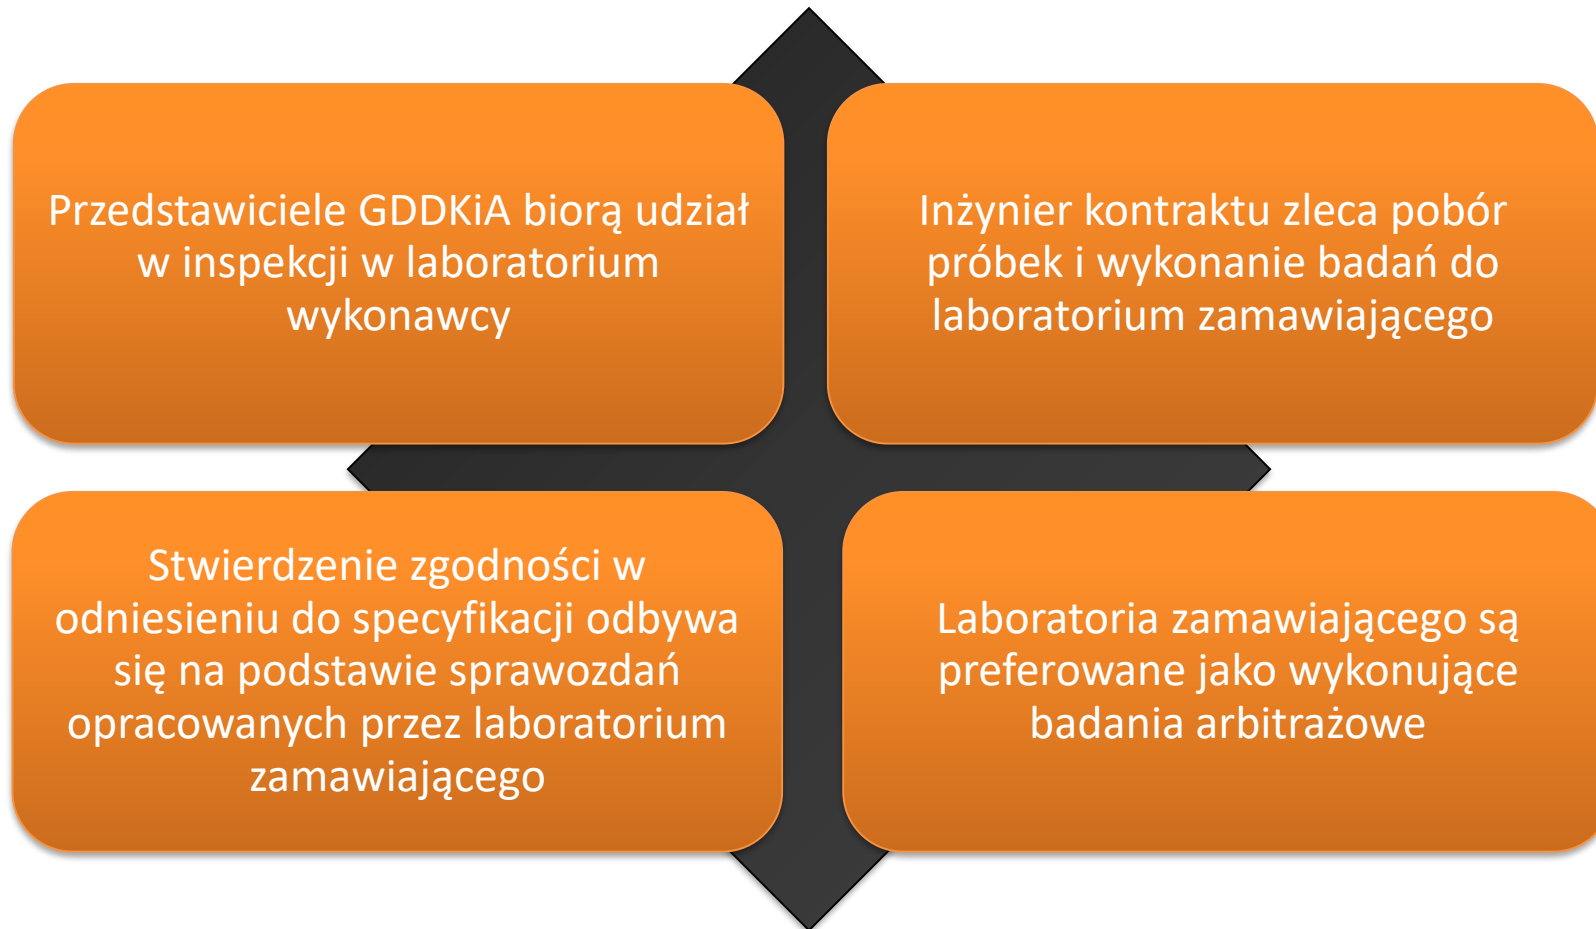 Przedstawiciele GDDKiA biorą udział
w inspekcji w laboratorium
wykonawcy
Inżynier kontraktu zleca pobór
próbek i wykonanie badań do
laboratorium zamawiającego
Stwierdzenie zgodności w
odniesieniu do specyfikacji odbywa
się na podstawie sprawozdań
opracowanych przez laboratorium
zamawiającego
Laboratoria zamawiającego są
preferowane jako wykonujące
badania arbitrażowe